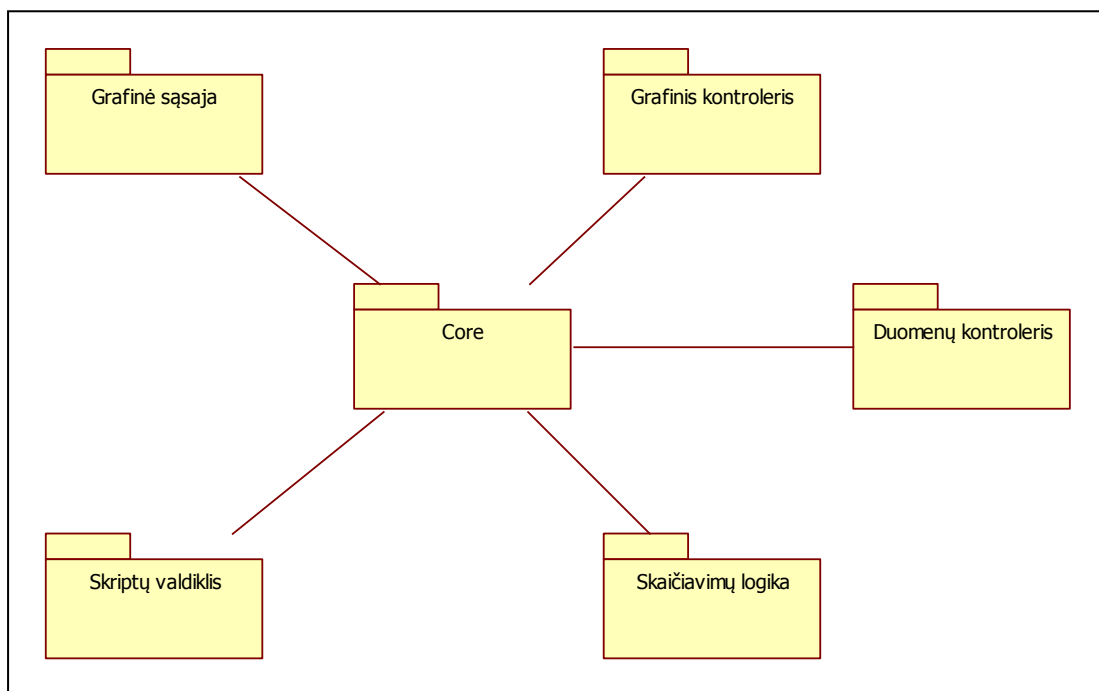 Grafinė sąsaja
Grafinis kontroleris
Core
Duomenų kontroleris
Skriptų valdiklis
Skaičiavimų logika